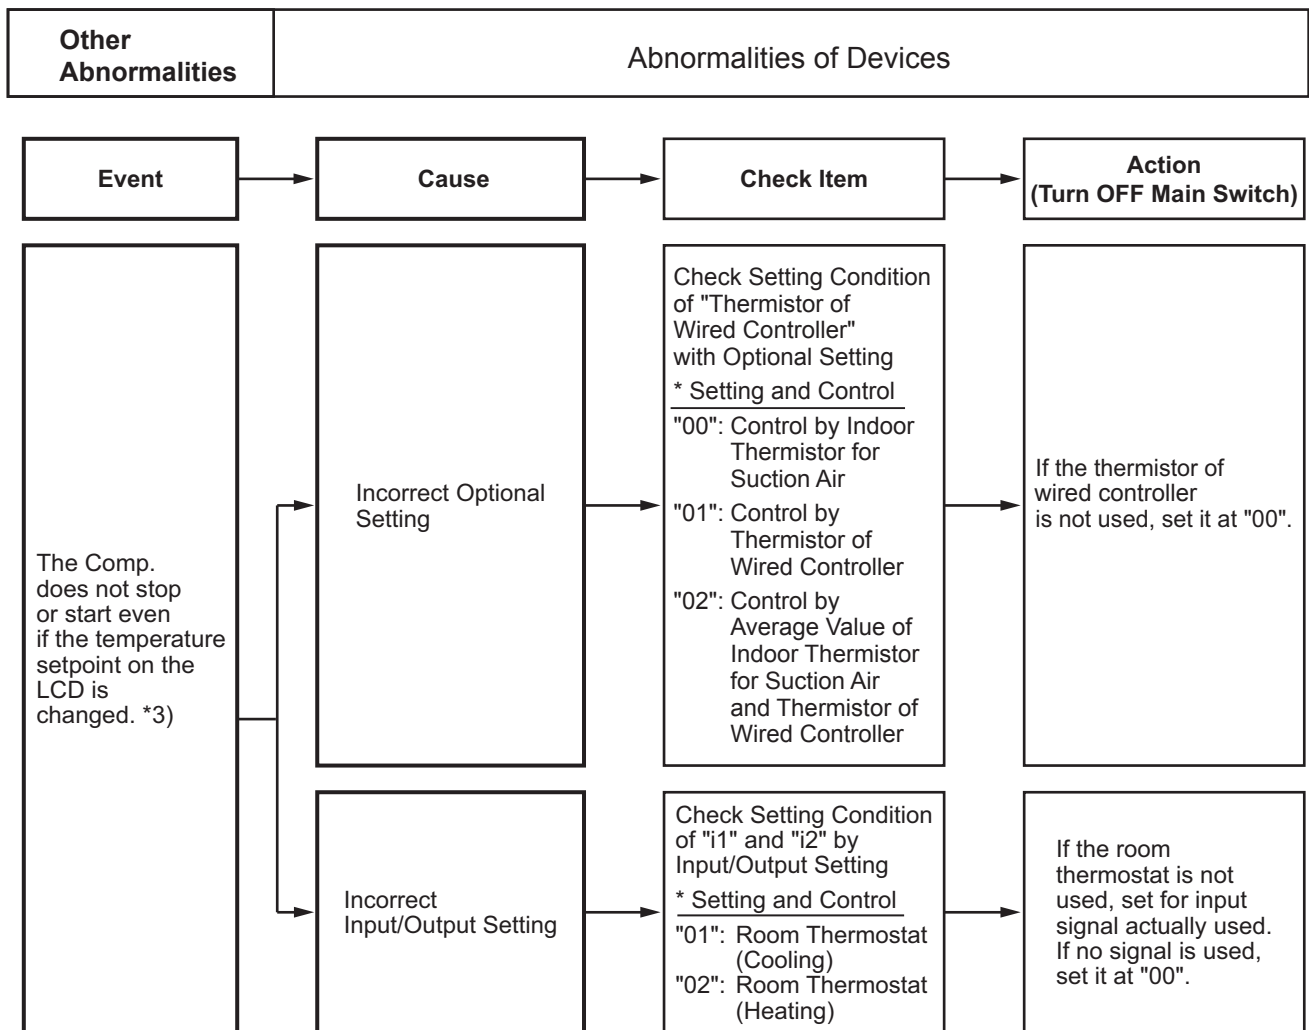 Other
Abnormalities
Abnormalities of Devices
Event
Cause
Check Item
Action
(Turn OFF Main Switch)
The Comp.
does not stop
or start even
if the temperature
setpoint on the
LCD is
changed. *3)
Incorrect Optional
Setting
Check Setting Condition
of "Thermistor of
Wired Controller"
with Optional Setting
* Setting and Control
"00": Control by Indoor
Thermistor for
Suction Air
"01": Control by
Thermistor of
Wired Controller
"02": Control by
Average Value of
Indoor Thermistor
for Suction Air
and Thermistor of
Wired Controller
If the thermistor of
wired controller
is not used, set it at "00".
Incorrect
Input/Output Setting
Check Setting Condition
of "i1" and "i2" by
Input/Output Setting
* Setting and Control
"01": Room Thermostat
(Cooling)
"02": Room Thermostat
(Heating)
If the room
thermostat is not
used, set for input
signal actually used.
If no signal is used,
set it at "00".